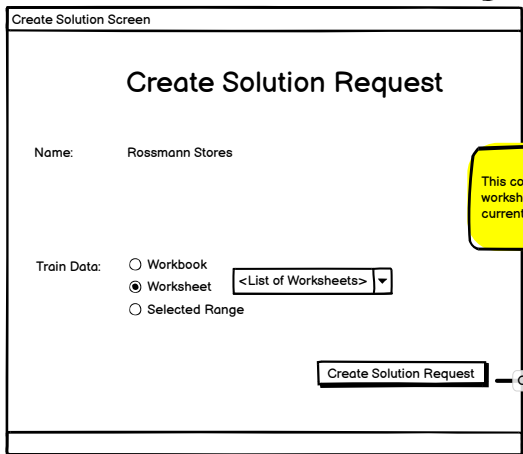 Create Solution Screen
Create Solution Request
Name: Rossmann Stores
This co
worksh
current
Train Data: Workbook
Worksheet <List of Worksheets>
Selected Range
Create Solution Request